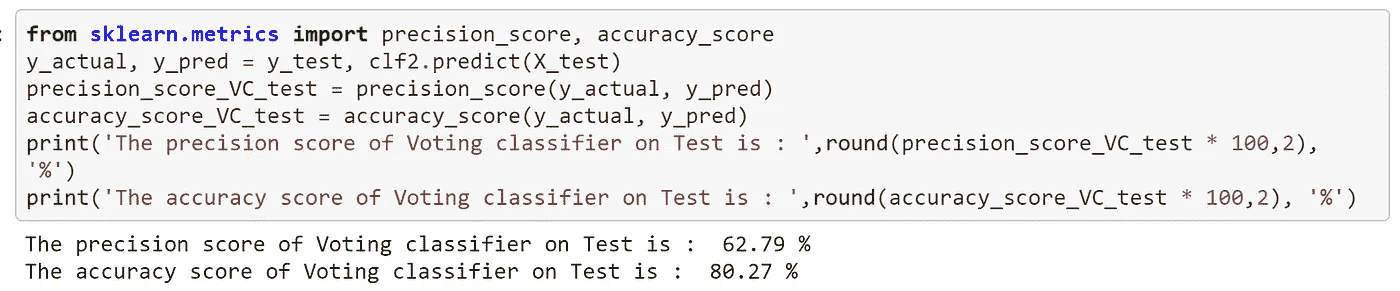 :
from sklearn.metrics import precision_score, accuracy_score
y_actual, y_pred = y_test, clf2.predict(X_test)
precision_score_VC_test = precision_score(y_actual, y_pred)
accuracy_score_VC_test = accuracy_score(y_actual, y_pred)
print('The precision score of Voting classifier on Test is : ',round(precision_score_VC_test * 100,2),
'%')
print('The accuracy score of Voting classifier on Test is : ',round(accuracy_score_VC_test * 100,2), '%')
The precision score of Voting classifier on Test is :  62.79 %
The accuracy score of Voting classifier on Test is :  80.27 %